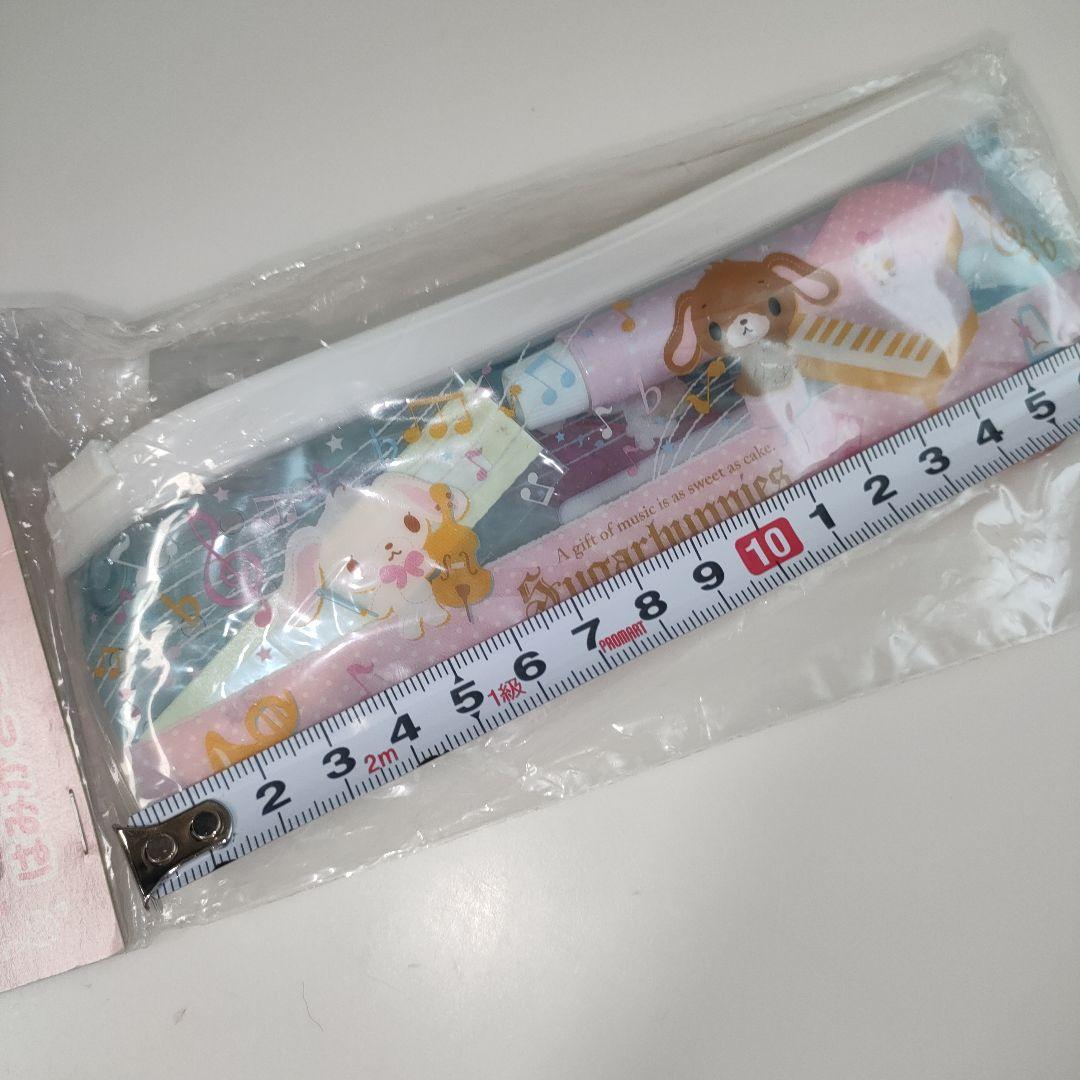 A gift of music is as sweet as cake.
Sugarbunnies
2 3 4 5 6 7 8 9 10 1 2 3 4 5
2m
1級
PROMART